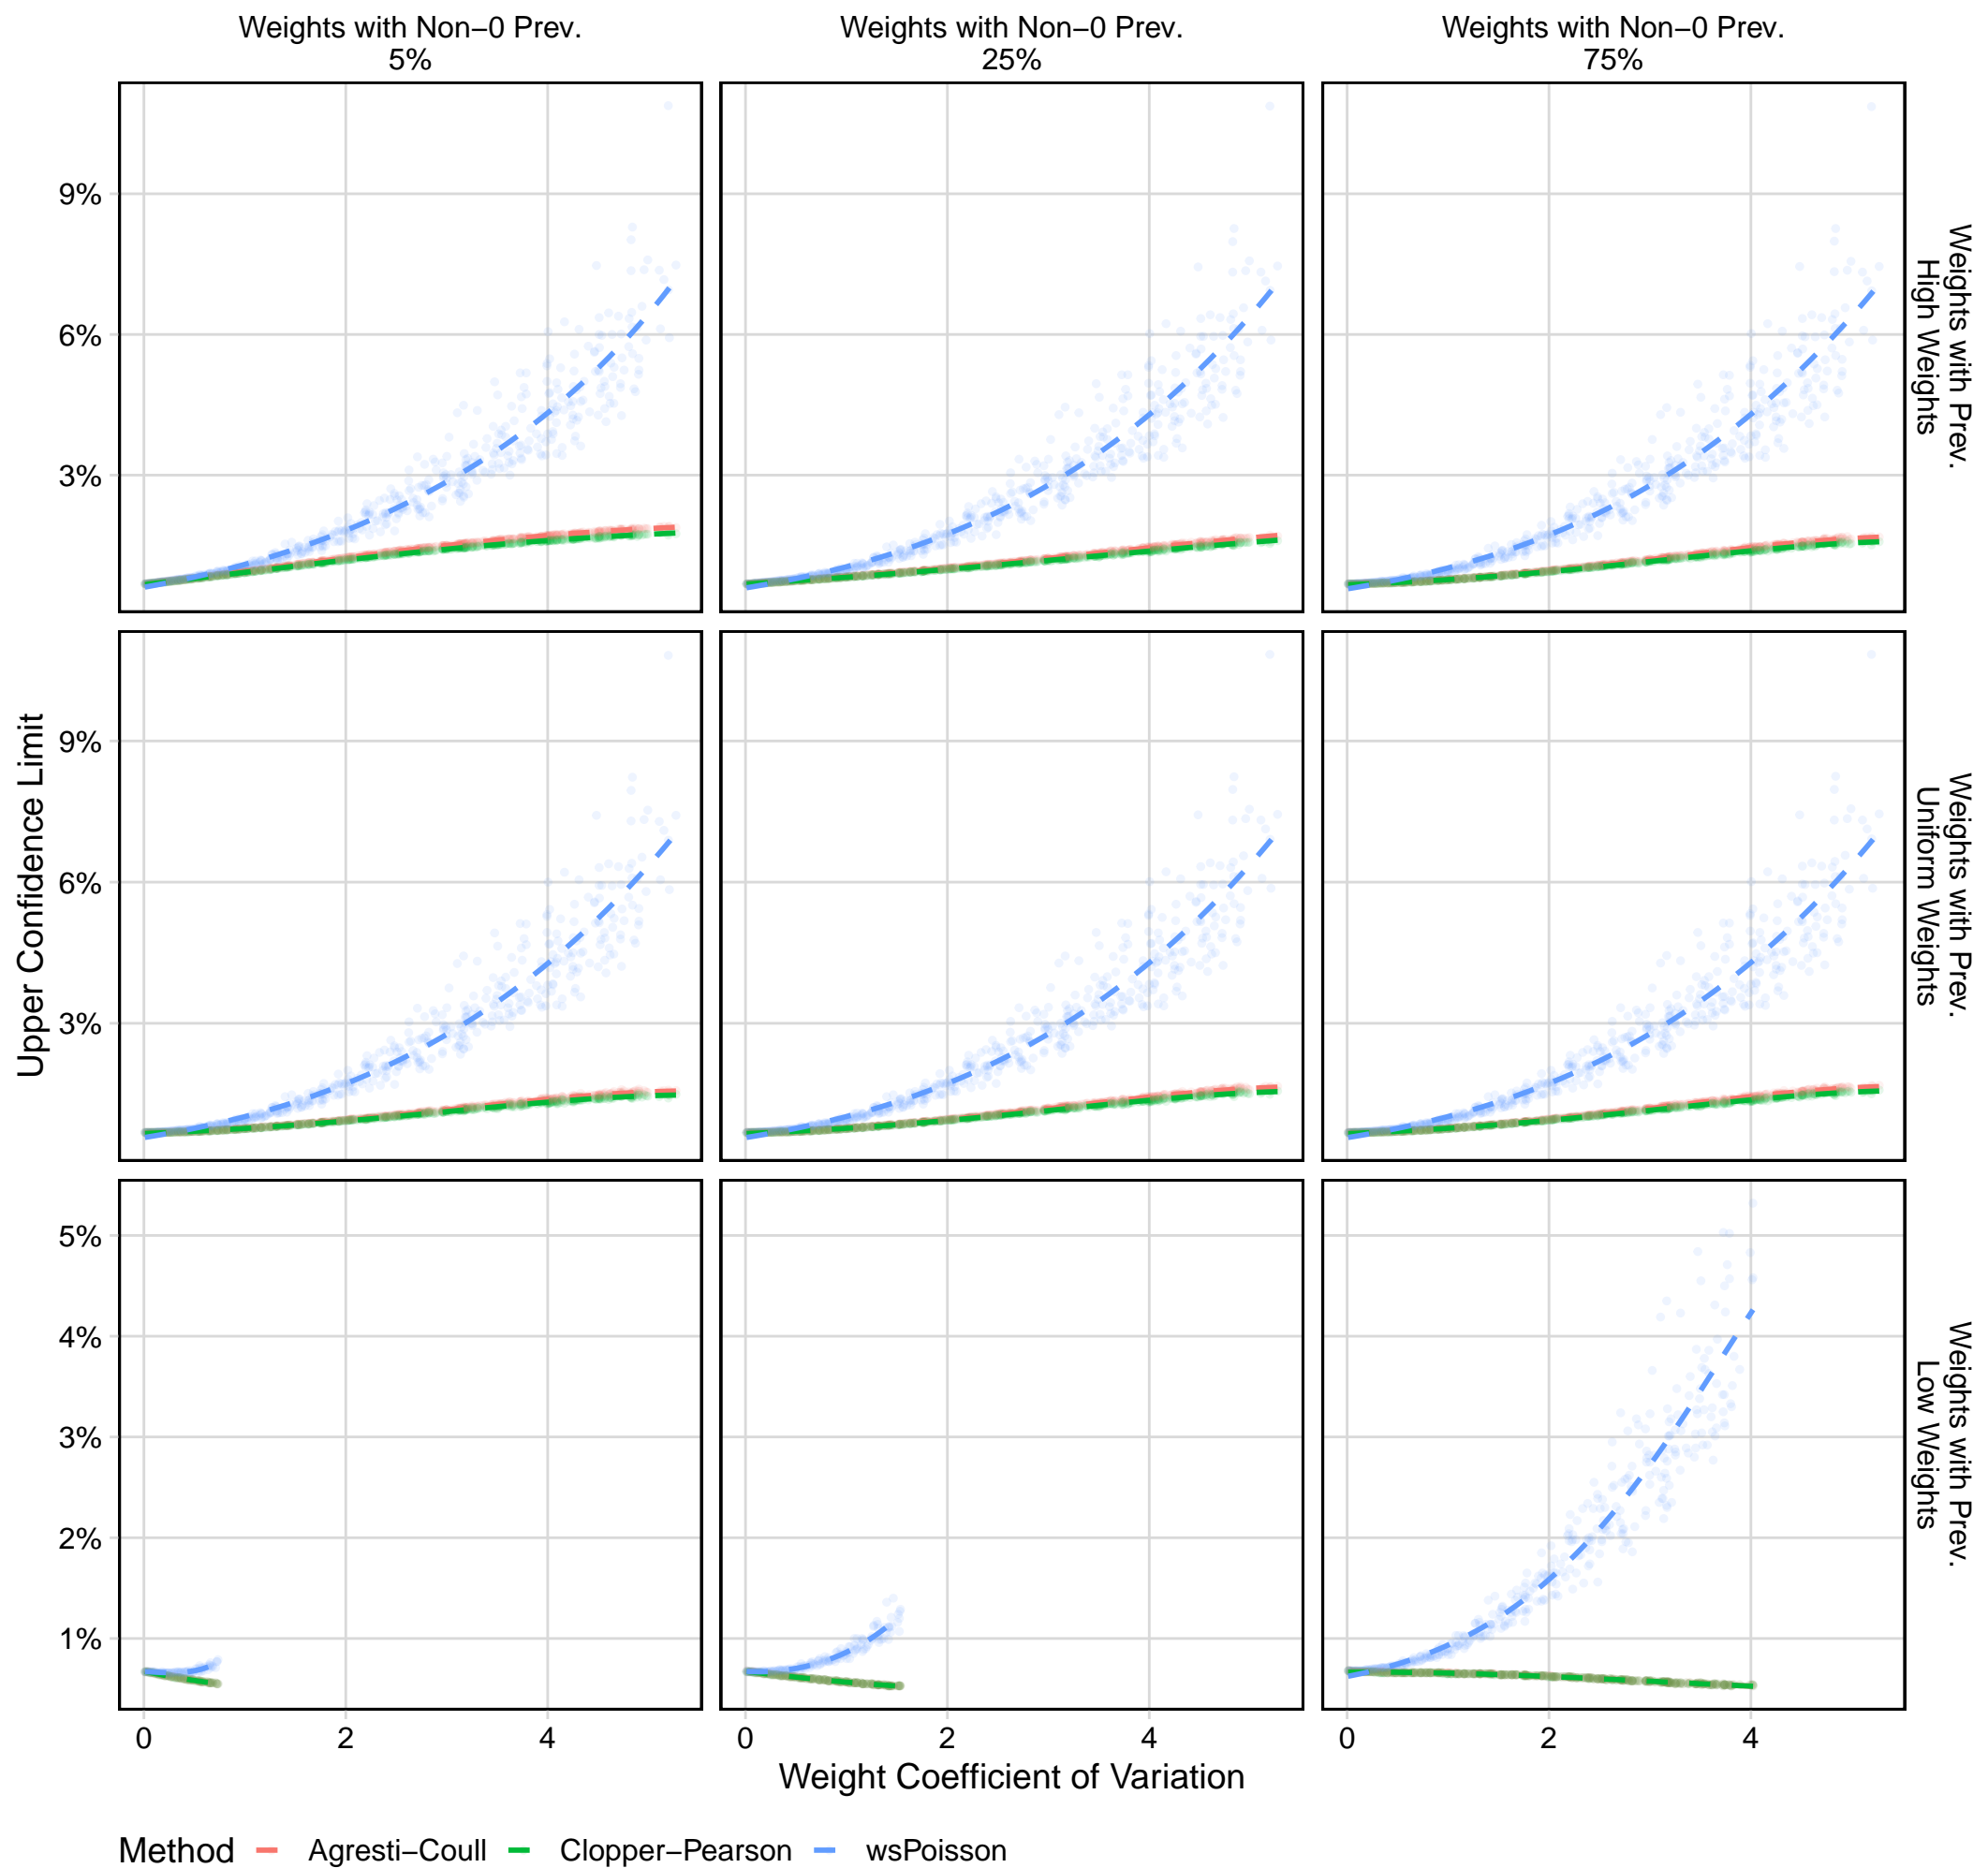 Weights with Non−0 Prev.
5%
Weights with Non−0 Prev.
25%
Weights with Non−0 Prev.
75%
9%
6%
3%
Weights with Prev.
High Weights
Upper Confidence Limit
9%
6%
3%
Weights with Prev.
Uniform Weights
5%
4%
3%
2%
1%
Weights with Prev.
Low Weights
0 2 4
0 2 4
0 2 4
Weight Coefficient of Variation
Method Agresti−Coull Clopper−Pearson wsPoisson